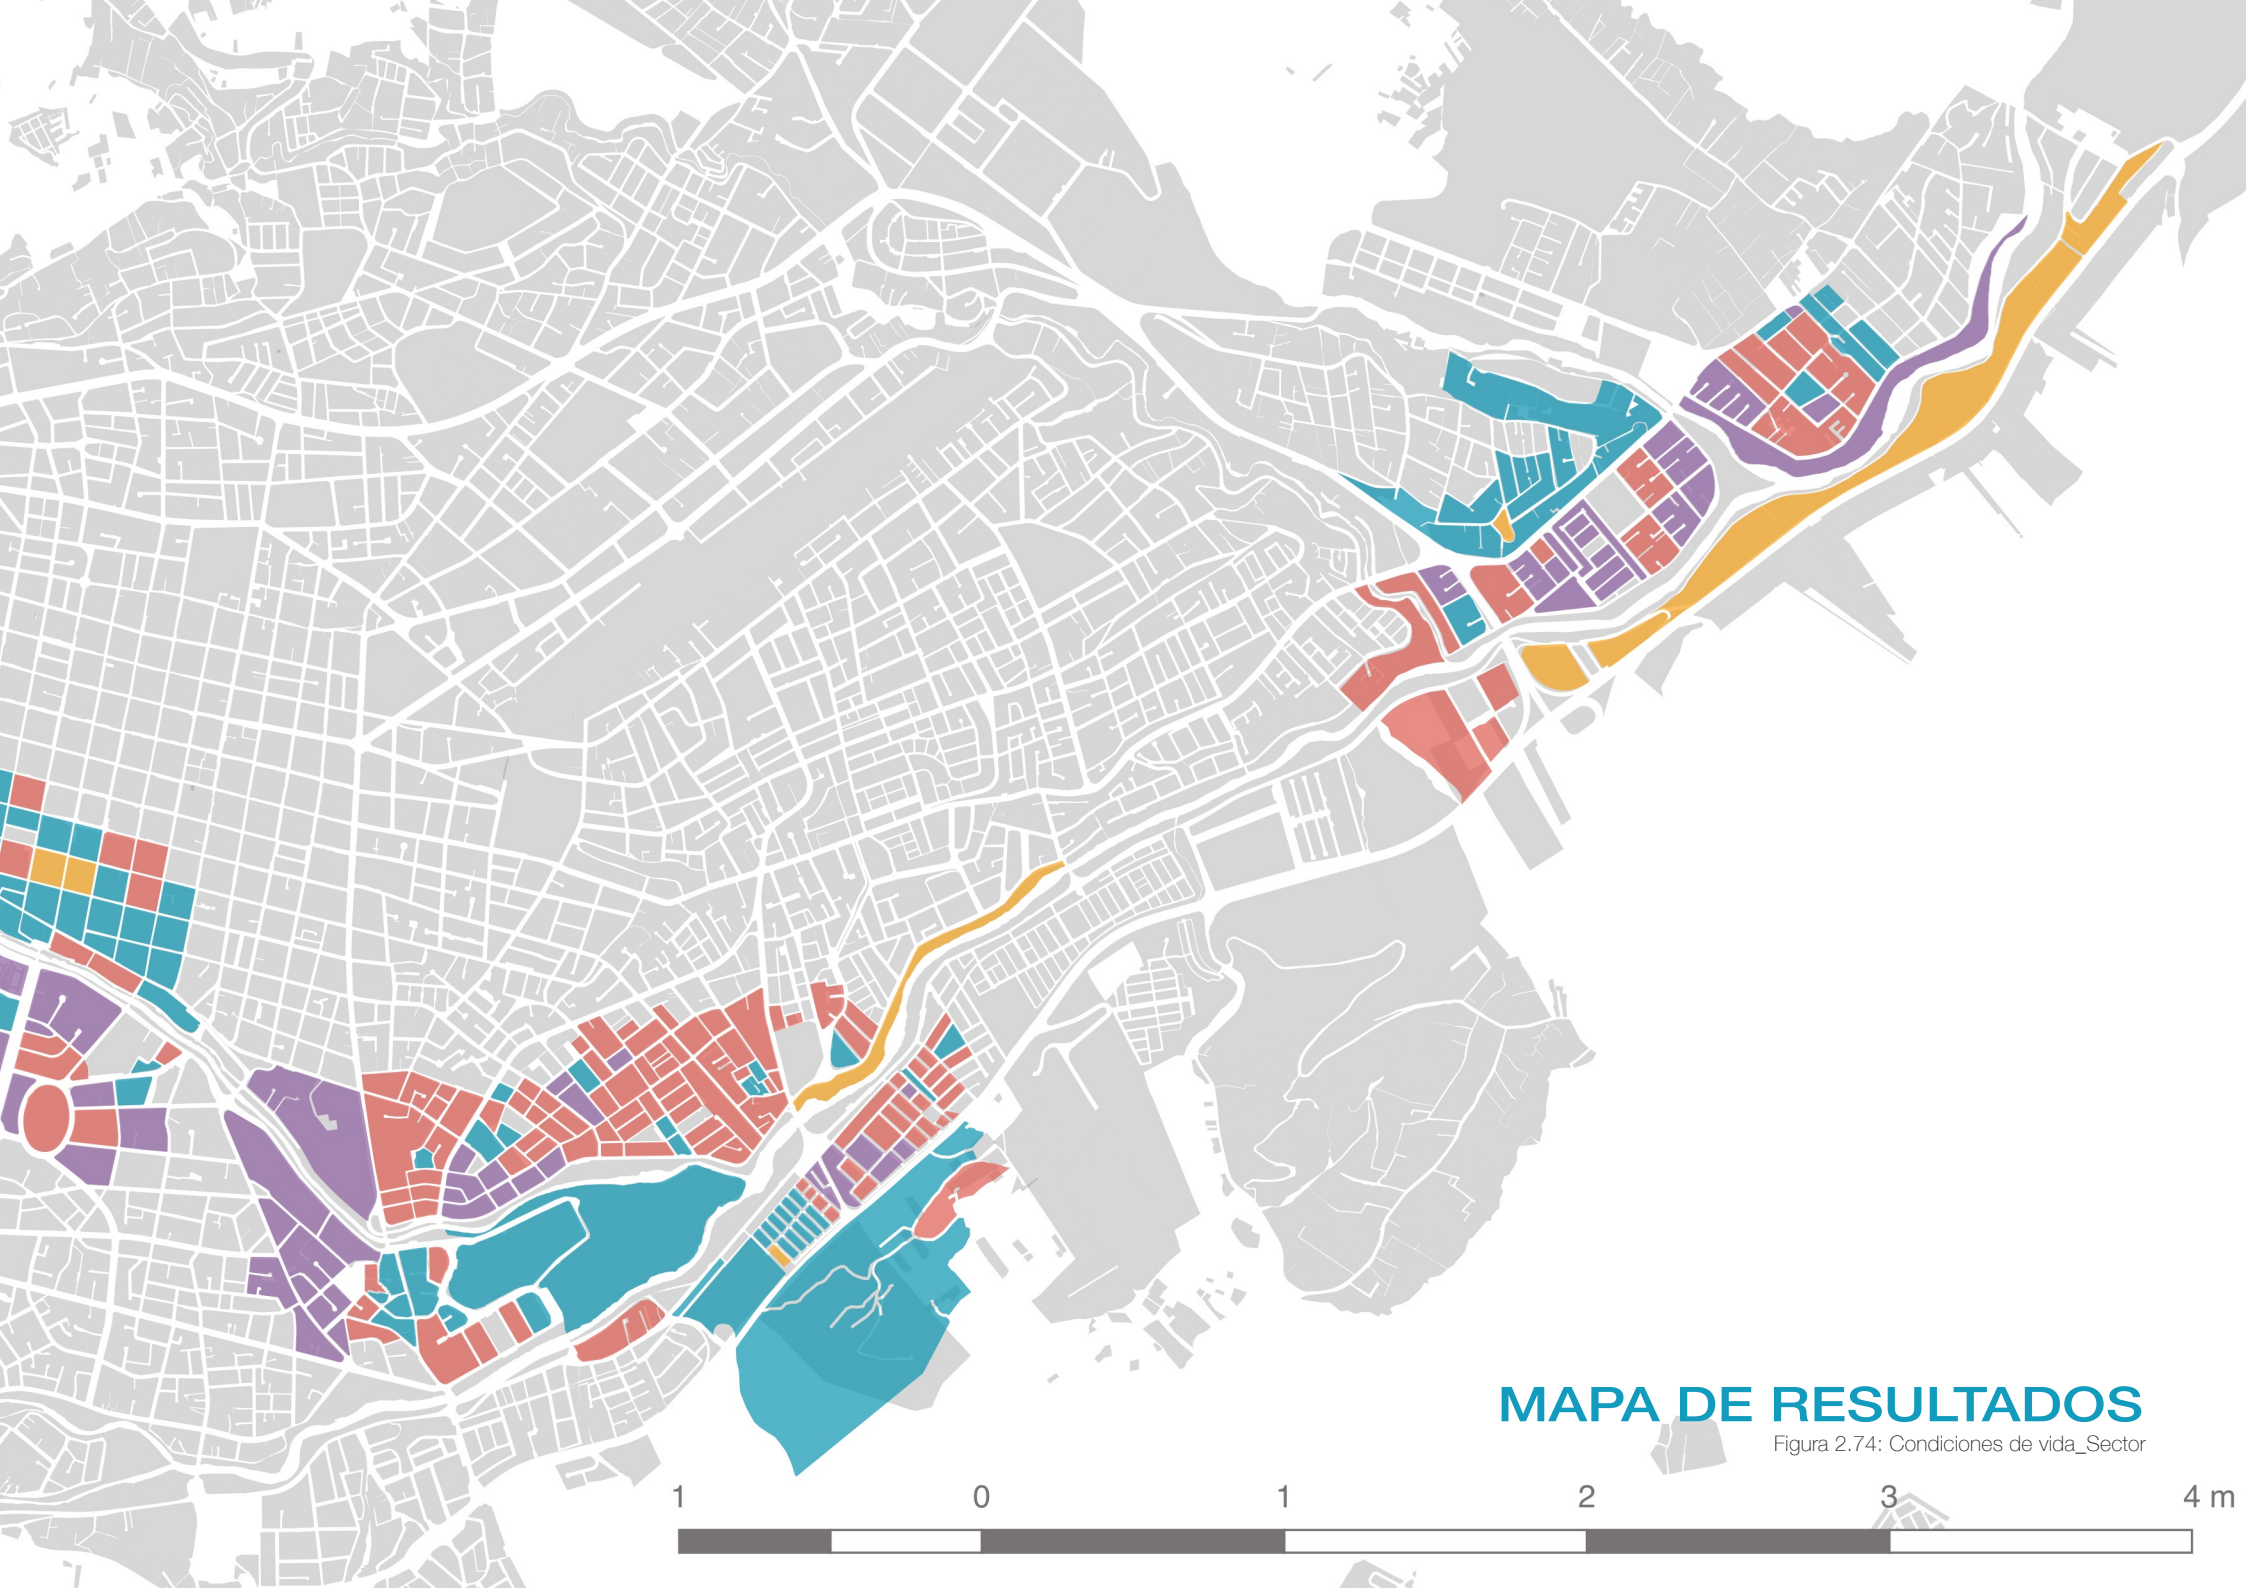 MAPA DE RESULTADOS
Figura 2.74: Condiciones de vida_Sector
1 0 1 2 3 4 m